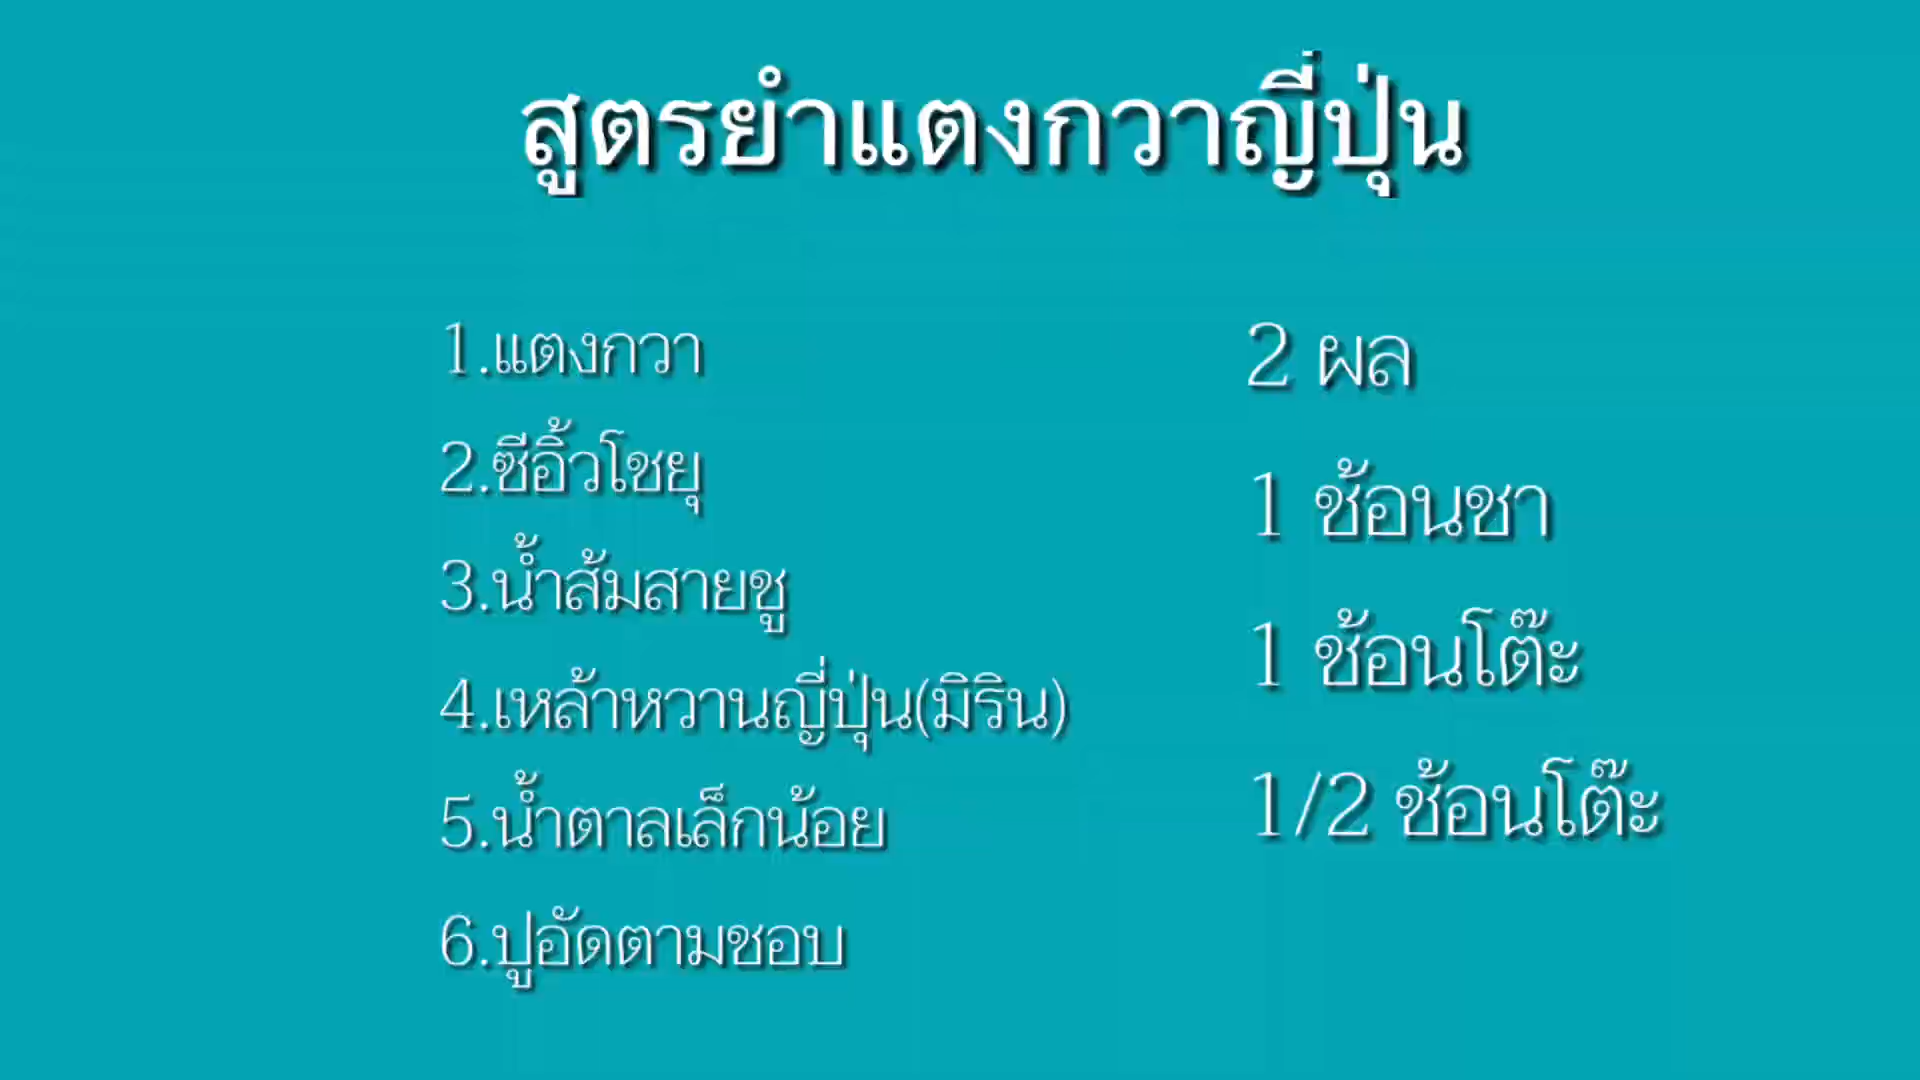 สูตรยำแตงกวาญี่ปุ่น
1.แตงกวา
2.ซีอิ้วโชยุ
3.น้ำส้มสายชู
4.เหล้าหวานญี่ปุ่น(มิริน)
5.น้ำตาลเล็กน้อย
6.ปูอัดตามชอบ
2 ผล
1 ช้อนชา
1 ช้อนโต๊ะ
1/2 ช้อนโต๊ะ